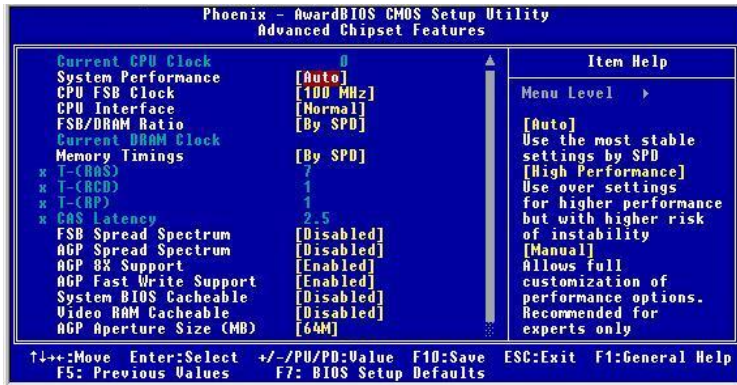 Phoenix - AwardBIOS CMOS Setup Utility
Advanced Chipset Features
Current CPU Clock 0
System Performance [Auto]
CPU FSB Clock [100 MHz]
CPU Interface [Normal]
FSB/DRAM Ratio [By SPD]
Current DRAM Clock
Memory Timings [By SPD]
x T-(RAS) 7
x T-(RCD) 1
x T-(RP) 1
x CAS Latency 2.5
FSB Spread Spectrum [Disabled]
AGP Spread Spectrum [Disabled]
AGP 8X Support [Enabled]
AGP Fast Write Support [Enabled]
System BIOS Cacheable [Disabled]
Video RAM Cacheable [Disabled]
AGP Aperture Size (MB) [64M]
Item Help
Menu Level ▸
[Auto]
Use the most stable
settings by SPD
[High Performance]
Use over settings
for higher performance
but with higher risk
of instability
[Manual]
Allows full
customization of
performance options.
Recommended for
experts only
↑↓→←:Move Enter:Select +/-/PU/PD:Value F10:Save ESC:Exit F1:General Help
F5: Previous Values F7: BIOS Setup Defaults